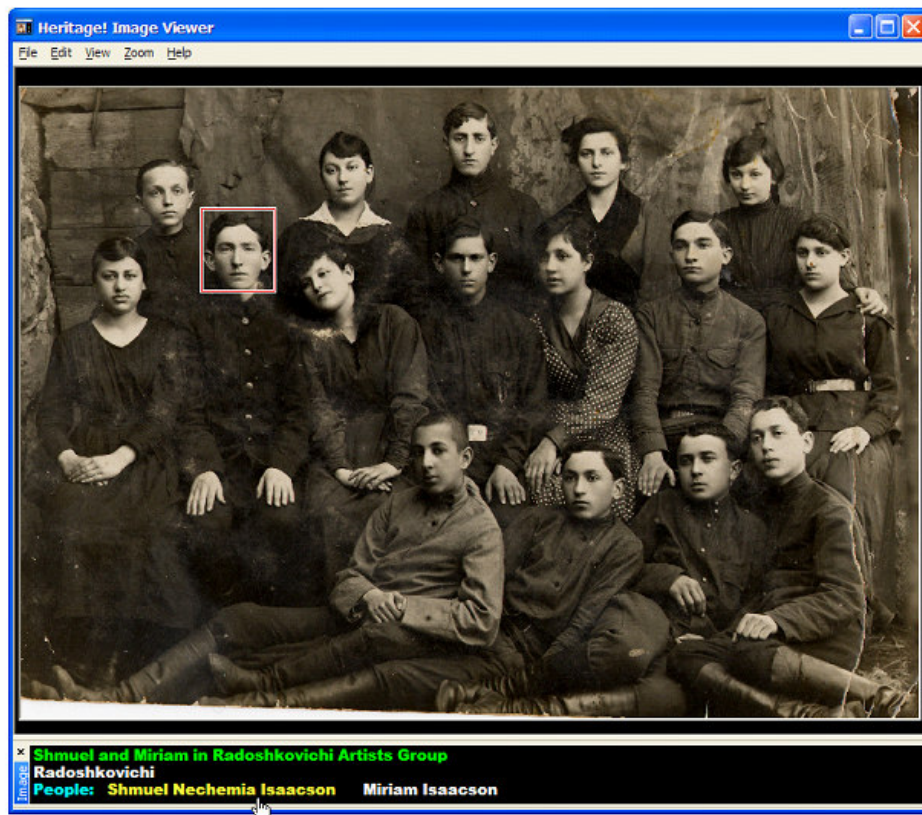 Heritage! Image Viewer
File Edit View Zoom Help
Shmuel and Miriam in Radoshkovichi Artists Group
Radoshkovichi
People: Shmuel Nechemia Isaacson Miriam Isaacson
Image